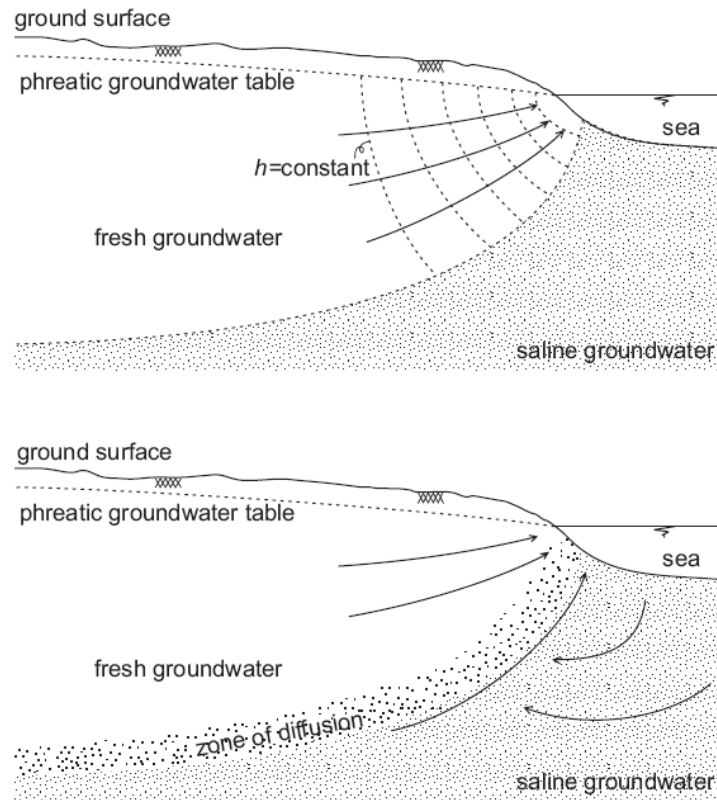 ground surface
phreatic groundwater table
sea
h=constant
fresh groundwater
saline groundwater
ground surface
phreatic groundwater table
sea
fresh groundwater
zone of diffusion
saline groundwater